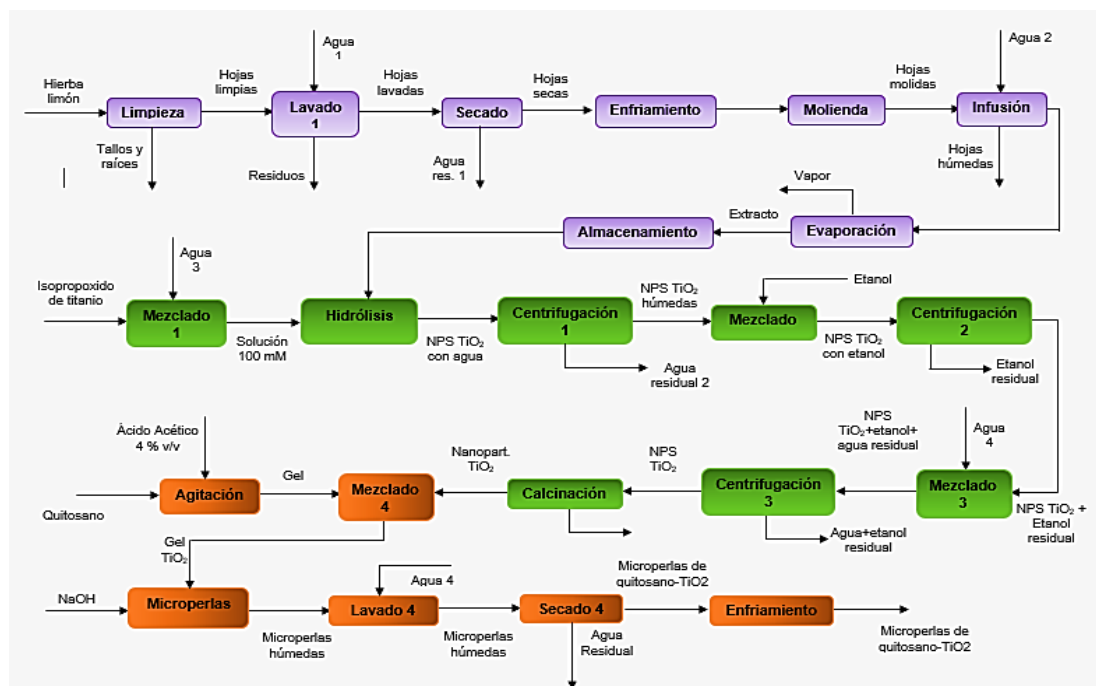 Agua
1
Agua 2
Hierba
limón
Hojas
limpias
Hojas
lavadas
Hojas
secas
Hojas
molidas
Limpieza
Lavado
1
Secado
Enfriamiento
Molienda
Infusión
Tallos y
raíces
Residuos
Agua
res. 1
Hojas
húmedas
Vapor
Extracto
Almacenamiento
Evaporación
Agua
3
Isopropoxido
de titanio
Etanol
NPS TiO₂
húmedas
Mezclado
1
Hidrólisis
Centrifugación
1
Mezclado
Centrifugación
2
Solución
100 mM
NPS TiO₂
con agua
NPS TiO₂
con etanol
Agua
residual 2
Etanol
residual
Ácido Acético
4 % v/v
NPS
TiO₂+etanol+
agua residual
Agua
4
Nanopart.
TiO₂
NPS
TiO₂
Gel
Agitación
Mezclado
4
Calcinación
Centrifugación
3
Mezclado
3
Quitosano
NPS TiO₂ +
Etanol
residual
Agua+etanol
residual
Gel
TiO₂
NaOH
Agua 4
Microperlas de
quitosano-TiO2
Microperlas
Lavado 4
Secado 4
Enfriamiento
Microperlas
húmedas
Microperlas
húmedas
Agua
Residual
Microperlas de
quitosano-TiO2